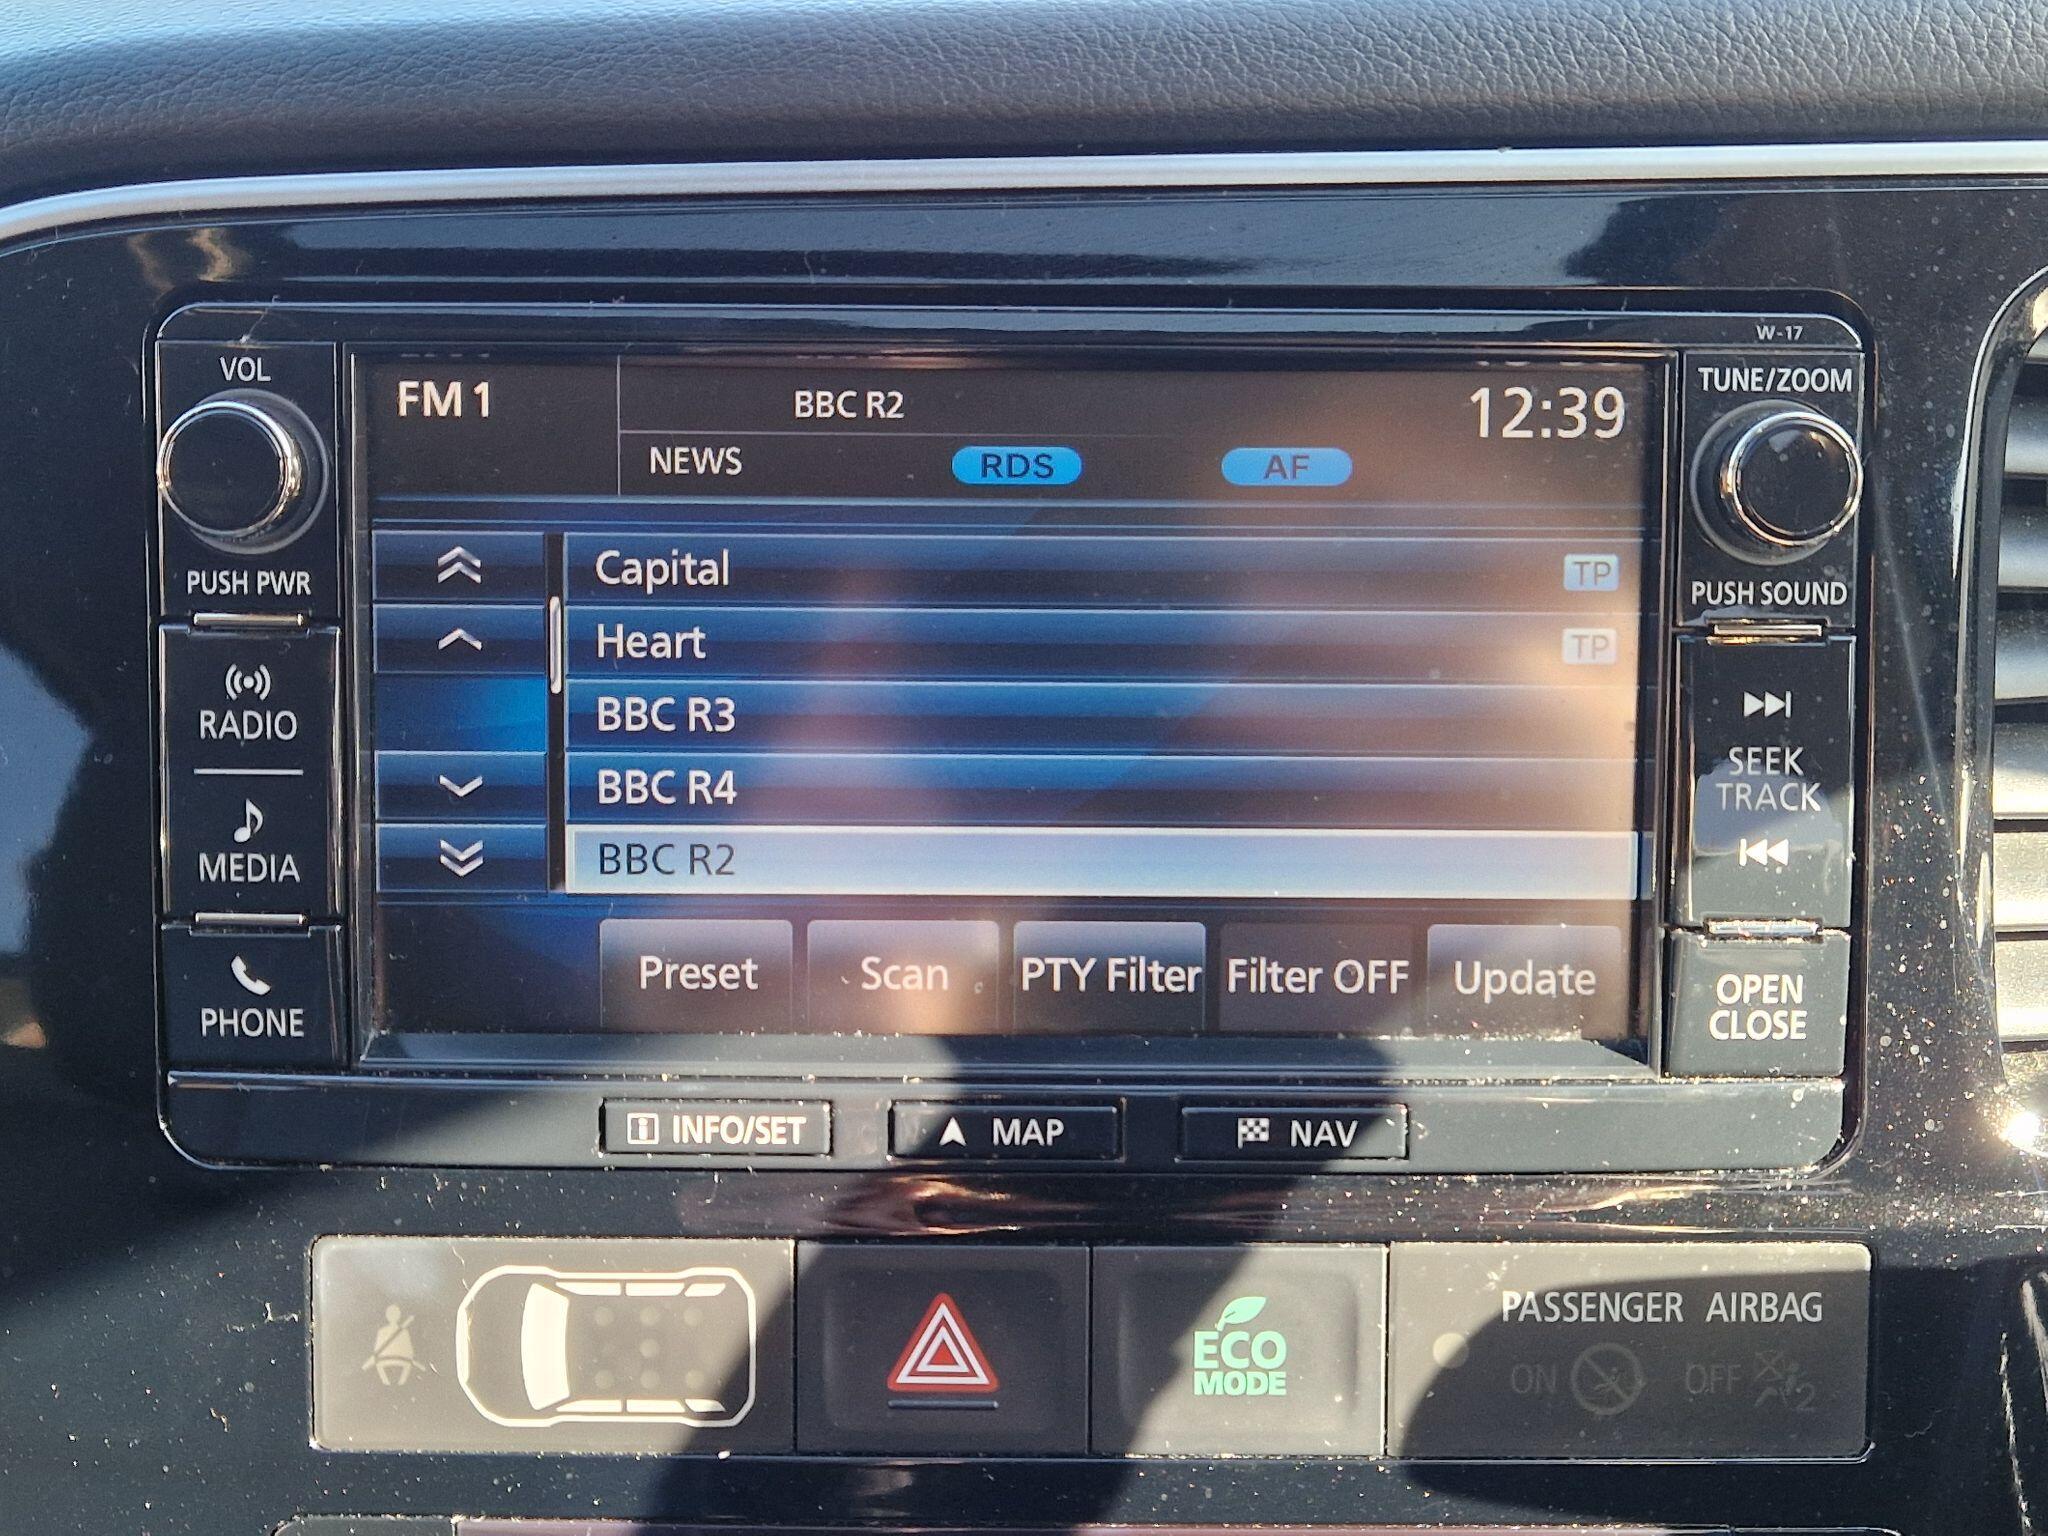 W-17
VOL
PUSH PWR
RADIO
MEDIA
PHONE
FM 1
BBC R2
12:39
NEWS
RDS
AF
Capital
TP
Heart
TP
BBC R3
BBC R4
BBC R2
Preset
Scan
PTY Filter
Filter OFF
Update
TUNE/ZOOM
PUSH SOUND
SEEK
TRACK
OPEN
CLOSE
INFO/SET
MAP
NAV
ECO
MODE
PASSENGER AIRBAG
ON
OFF
2